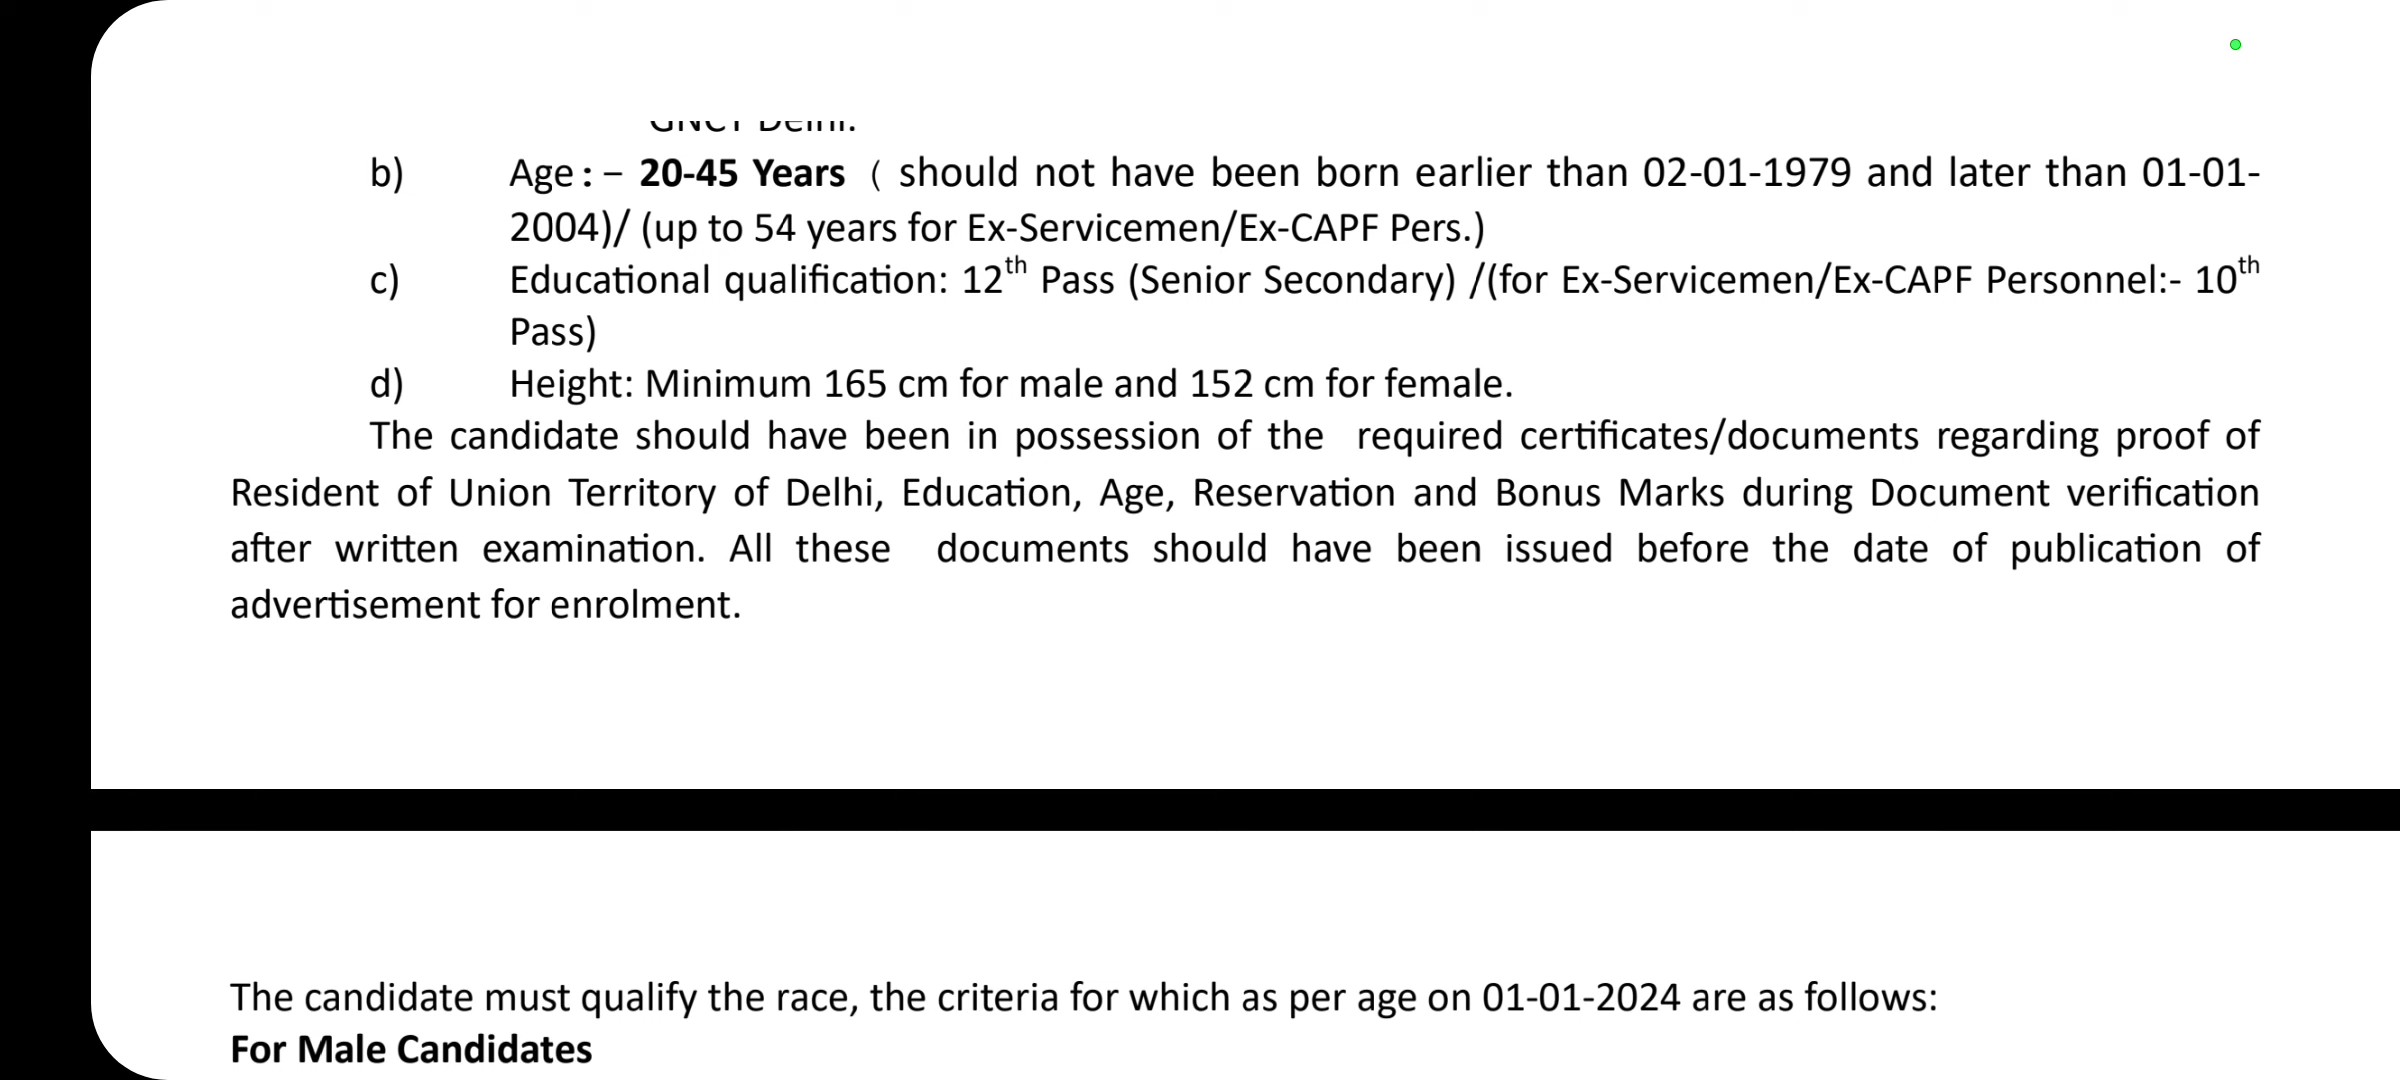 GNCT Delhi.
b) Age : – 20-45 Years ( should not have been born earlier than 02-01-1979 and later than 01-01-
2004)/ (up to 54 years for Ex-Servicemen/Ex-CAPF Pers.)
c) Educational qualification: 12th Pass (Senior Secondary) /(for Ex-Servicemen/Ex-CAPF Personnel:- 10th
Pass)
d) Height: Minimum 165 cm for male and 152 cm for female.
The candidate should have been in possession of the required certificates/documents regarding proof of
Resident of Union Territory of Delhi, Education, Age, Reservation and Bonus Marks during Document verification
after written examination. All these documents should have been issued before the date of publication of
advertisement for enrolment.
The candidate must qualify the race, the criteria for which as per age on 01-01-2024 are as follows:
For Male Candidates